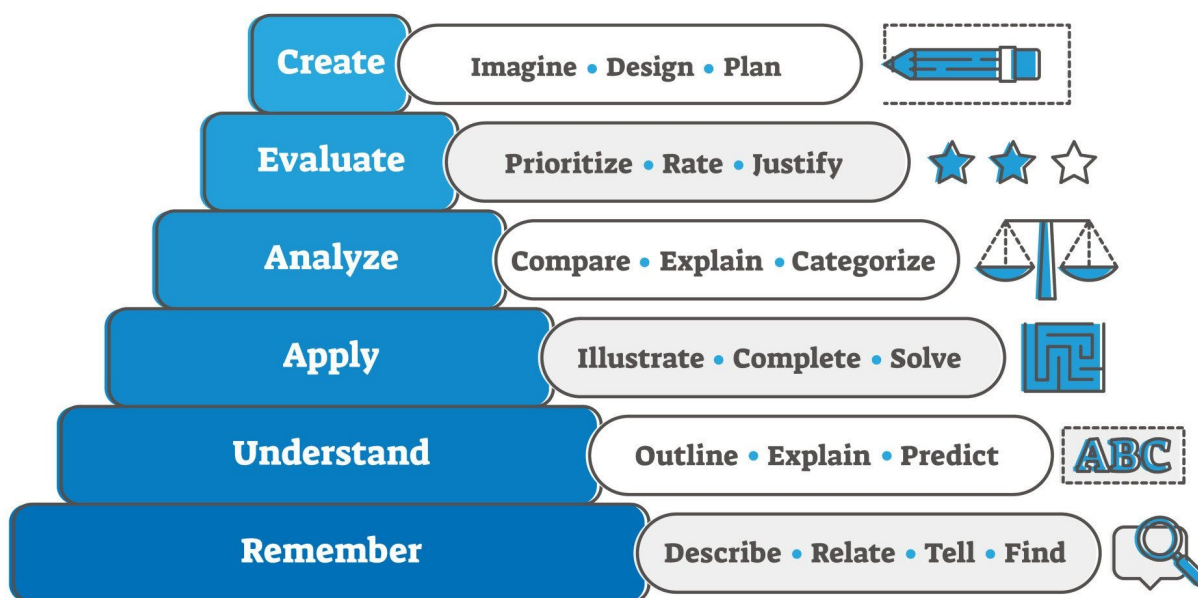 Create
Imagine • Design • Plan
Evaluate
Prioritize • Rate • Justify
Analyze
Compare • Explain • Categorize
Apply
Illustrate • Complete • Solve
Understand
Outline • Explain • Predict
ABC
Remember
Describe • Relate • Tell • Find